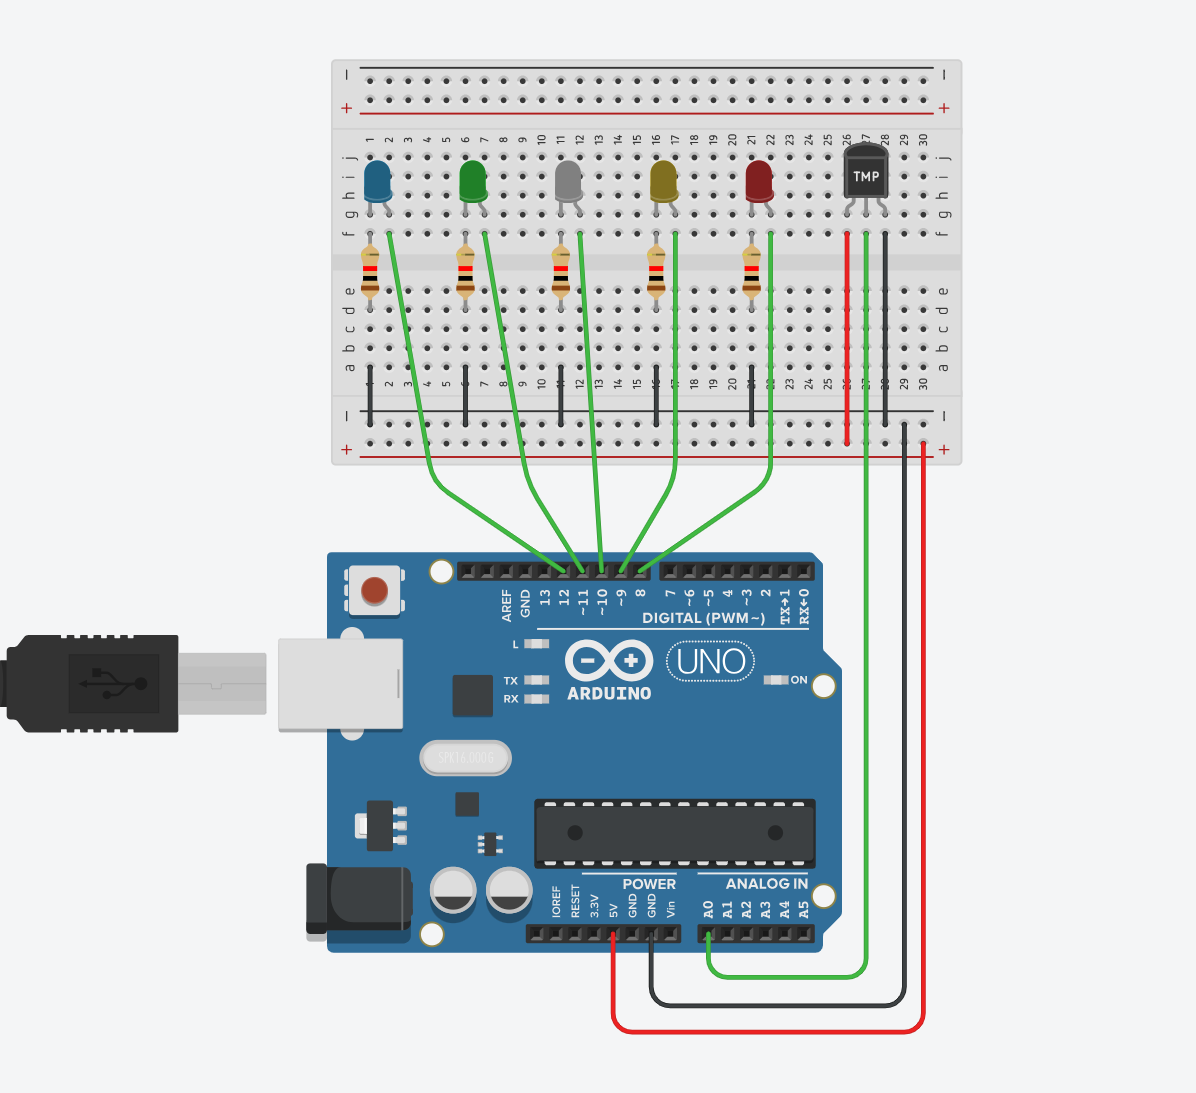 − −
+ +
1 2 3 4 5 6 7 8 9 10 11 12 13 14 15 16 17 18 19 20 21 22 23 24 25 26 27 28 29 30
j j
i TMP i
h h
g g
f f
e e
d d
c c
b b
a a
1 2 3 4 5 6 7 8 9 10 11 12 13 14 15 16 17 18 19 20 21 22 23 24 25 26 27 28 29 30
− −
+ +
AREF GND 13 12 ~11 ~10 ~9 8 7 ~6 ~5 4 ~3 2 TX→1 RX←0
DIGITAL (PWM~)
L
UNO
TX ON
RX ARDUINO
SPK16.000G
POWER ANALOG IN
IOREF RESET 3.3V 5V GND GND Vin A0 A1 A2 A3 A4 A5